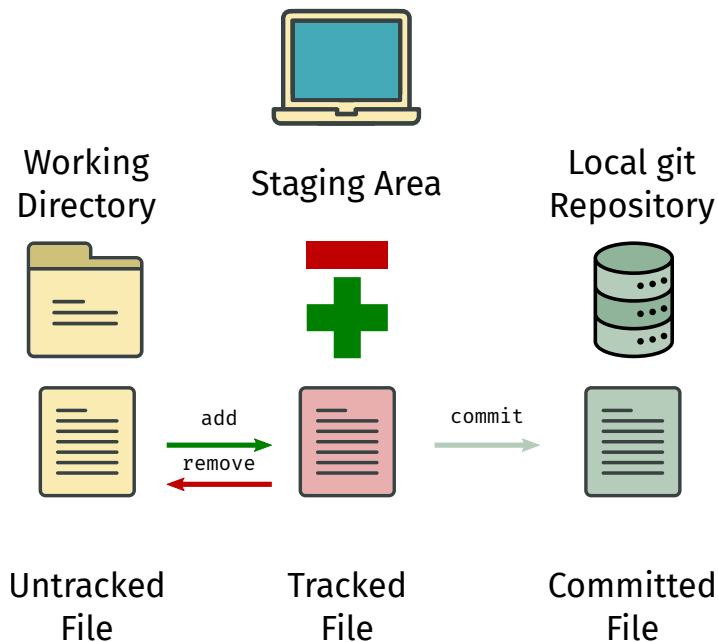 Working
Directory
Staging Area
Local git
Repository
add
remove
commit
Untracked
File
Tracked
File
Committed
File